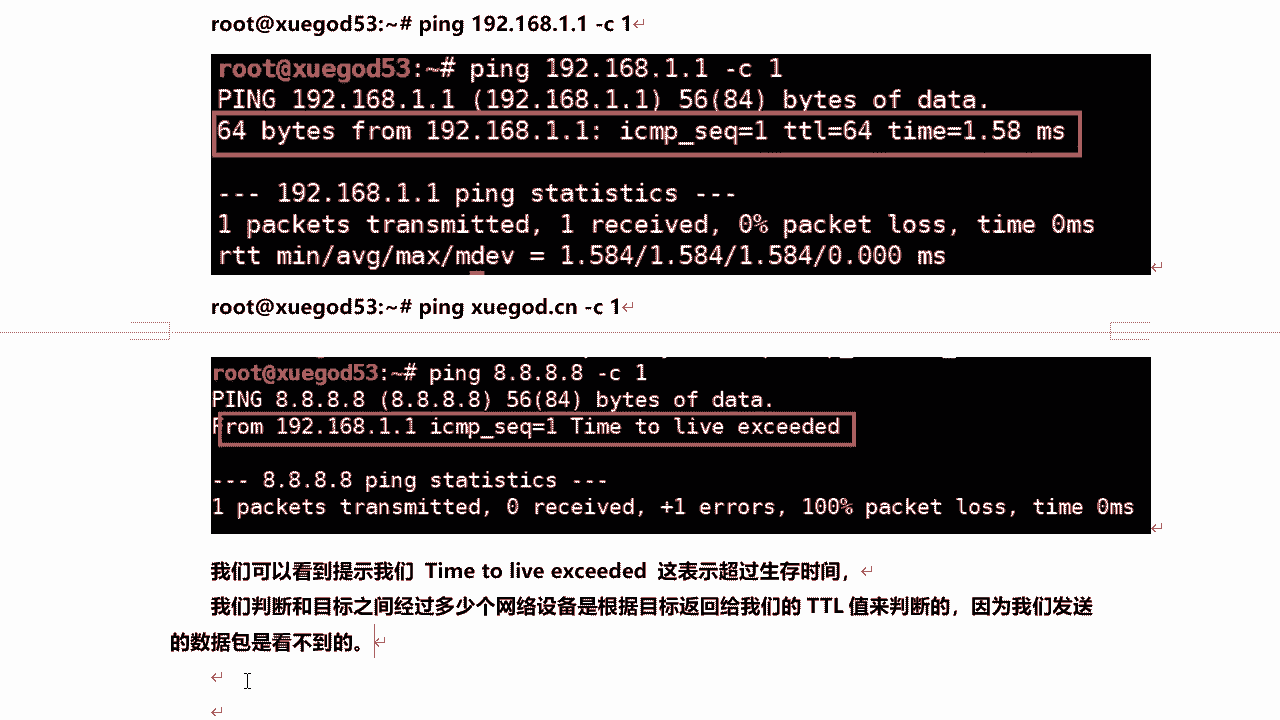 root@xuegod53:~# ping 192.168.1.1 -c 1
root@xuegod53:~# ping 192.168.1.1 -c 1
PING 192.168.1.1 (192.168.1.1) 56(84) bytes of data.
64 bytes from 192.168.1.1: icmp_seq=1 ttl=64 time=1.58 ms
--- 192.168.1.1 ping statistics ---
1 packets transmitted, 1 received, 0% packet loss, time 0ms
rtt min/avg/max/mdev = 1.584/1.584/1.584/0.000 ms
root@xuegod53:~# ping xuegod.cn -c 1
root@xuegod53:~# ping 8.8.8.8 -c 1
PING 8.8.8.8 (8.8.8.8) 56(84) bytes of data.
From 192.168.1.1 icmp_seq=1 Time to live exceeded
--- 8.8.8.8 ping statistics ---
1 packets transmitted, 0 received, +1 errors, 100% packet loss, time 0ms
我们可以看到提示我们 Time to live exceeded 这表示超过生存时间，
我们判断和目标之间经过多少个网络设备是根据目标返回给我们的 TTL 值来判断的，因为我们发送
的数据包是看不到的。